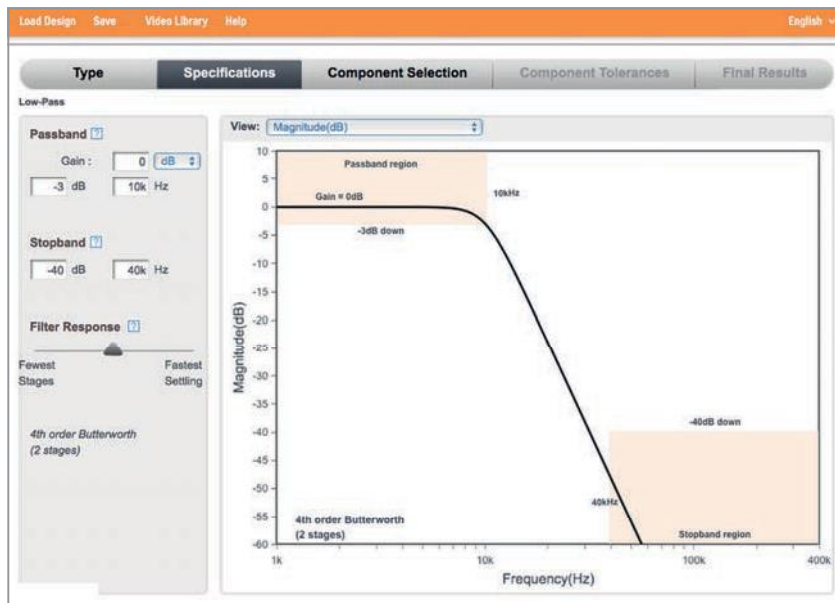 Load Design Save Video Library Help English
Type Specifications Component Selection Component Tolerances Final Results
Low-Pass
Passband ?
Gain : 0 dB
-3 dB 10k Hz
Stopband ?
-40 dB 40k Hz
Filter Response ?
Fewest Stages
Fastest Settling
4th order Butterworth
(2 stages)
View: Magnitude(dB)
Magnitude(dB)
10
5
0
-5
-10
-15
-20
-25
-30
-35
-40
-45
-50
-55
-60
Passband region
10kHz
Gain = 0dB
-3dB down
-40dB down
40kHz
4th order Butterworth
(2 stages)
Stopband region
1k 10k 100k 400k
Frequency(Hz)